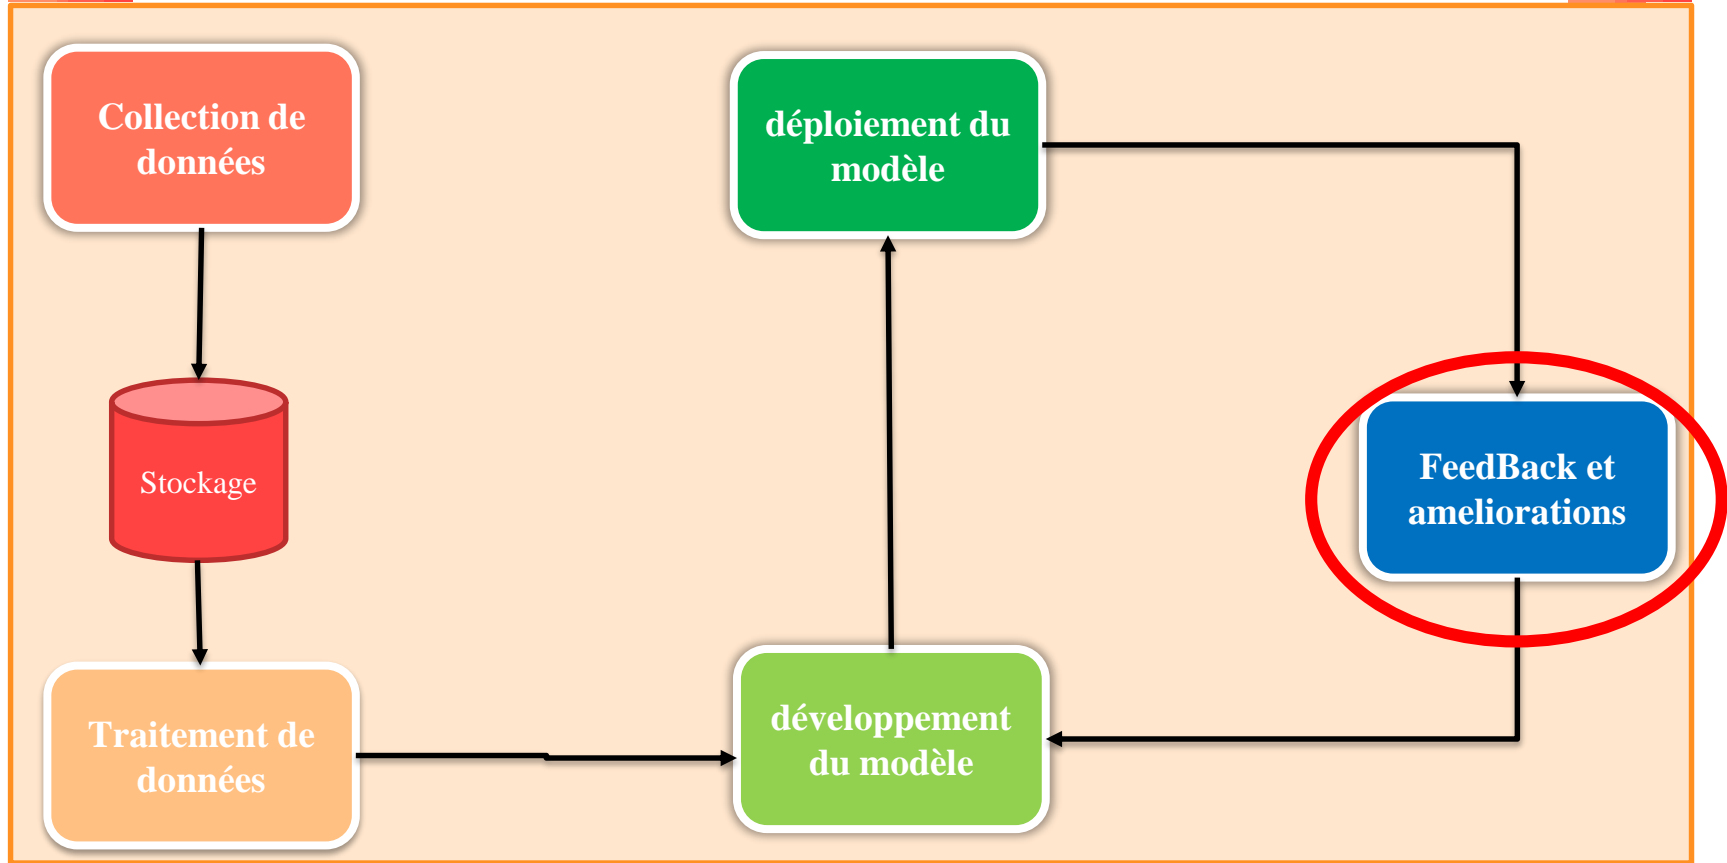 Collection de
données
déploiement du
modèle
Stockage
FeedBack et
ameliorations
Traitement de
données
développement
du modèle